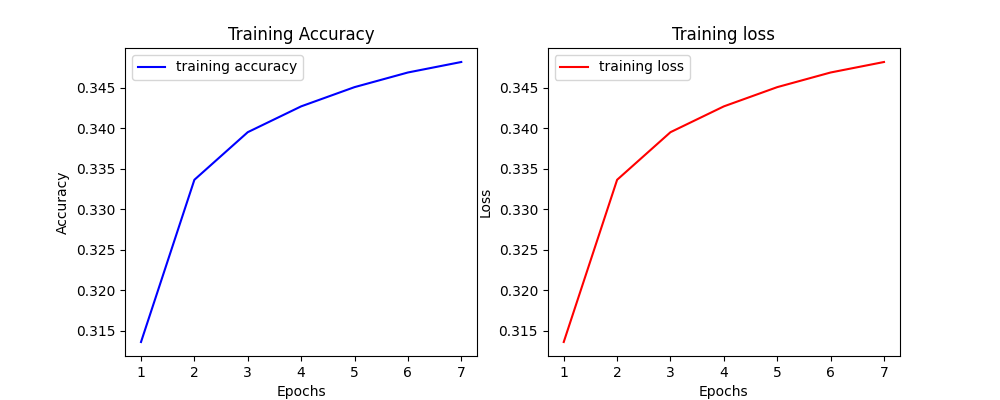 Training Accuracy
training accuracy
0.345
0.340
0.335
0.330
0.325
0.320
0.315
Accuracy
1 2 3 4 5 6 7
Epochs
Training loss
training loss
0.345
0.340
0.335
0.330
0.325
0.320
0.315
Loss
1 2 3 4 5 6 7
Epochs